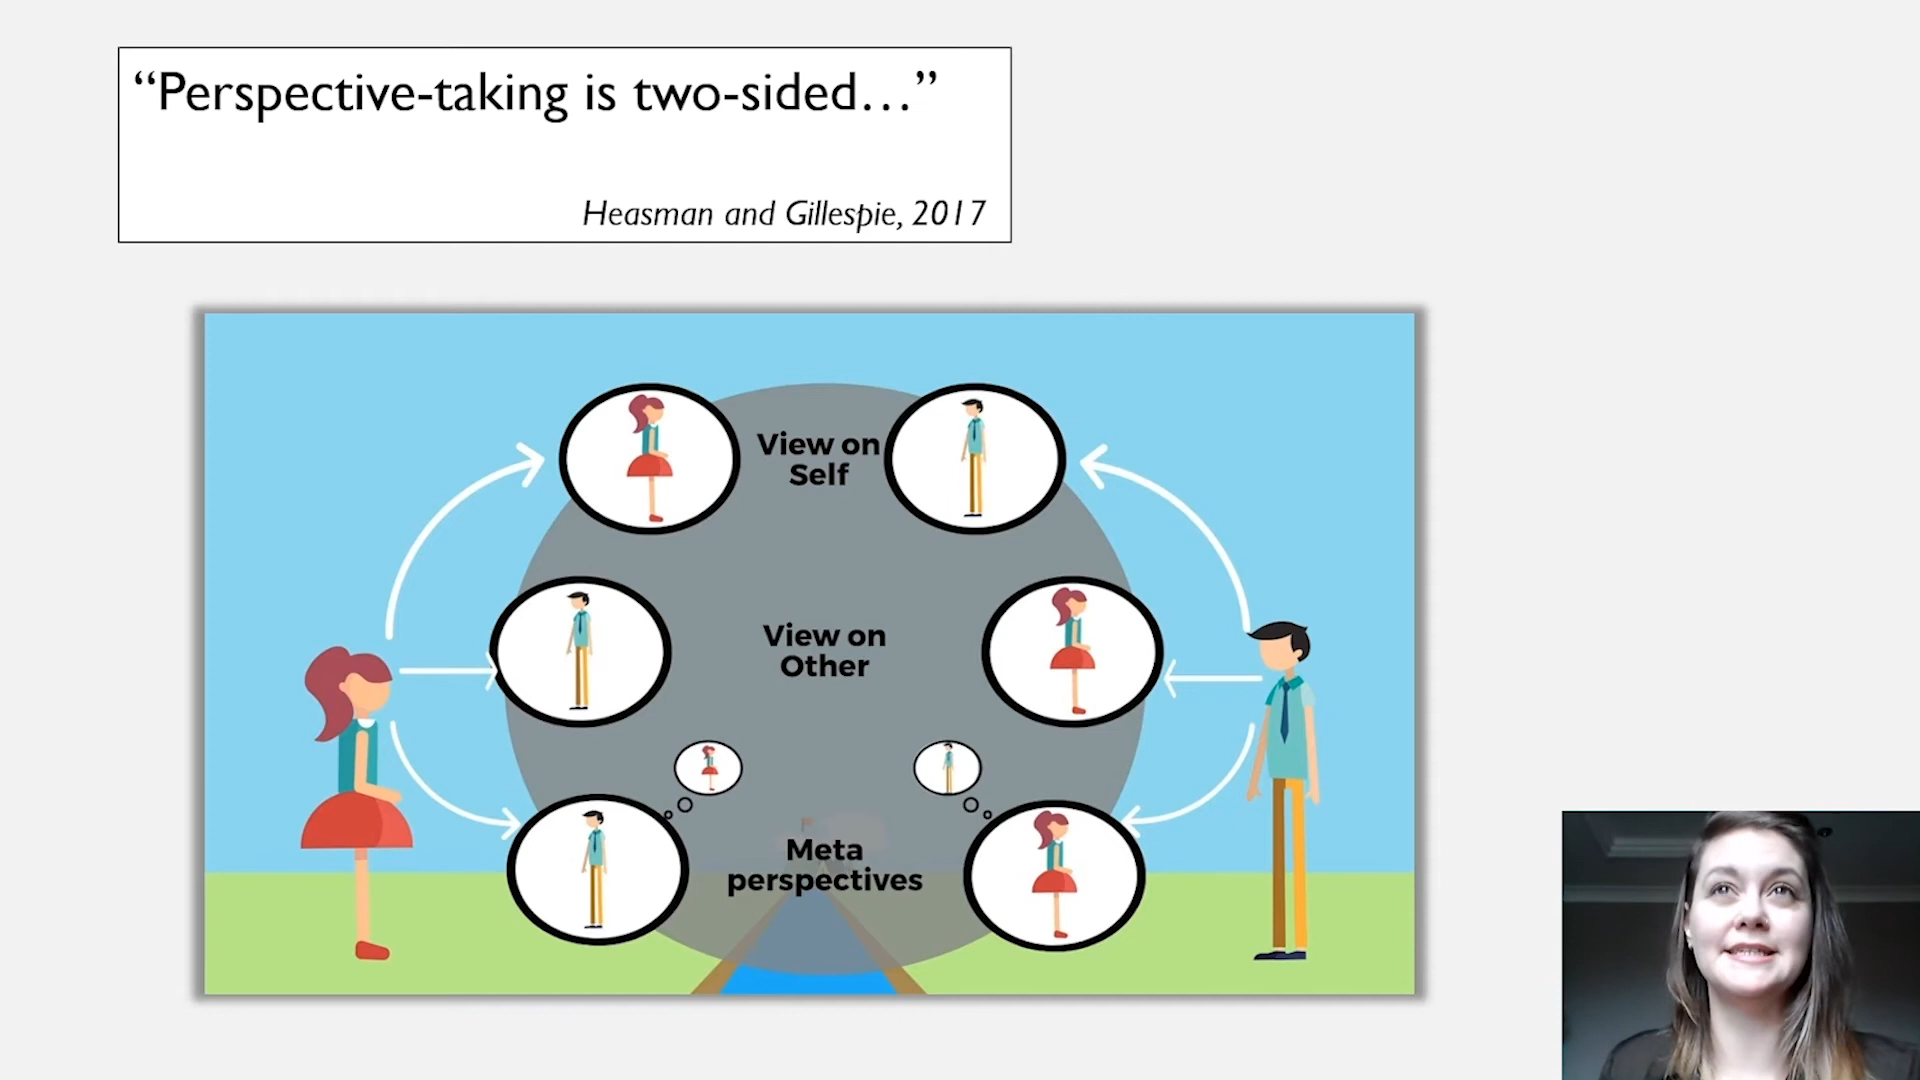 “Perspective-taking is two-sided…”
Heasman and Gillespie, 2017
View on
Self
View on
Other
Meta
perspectives